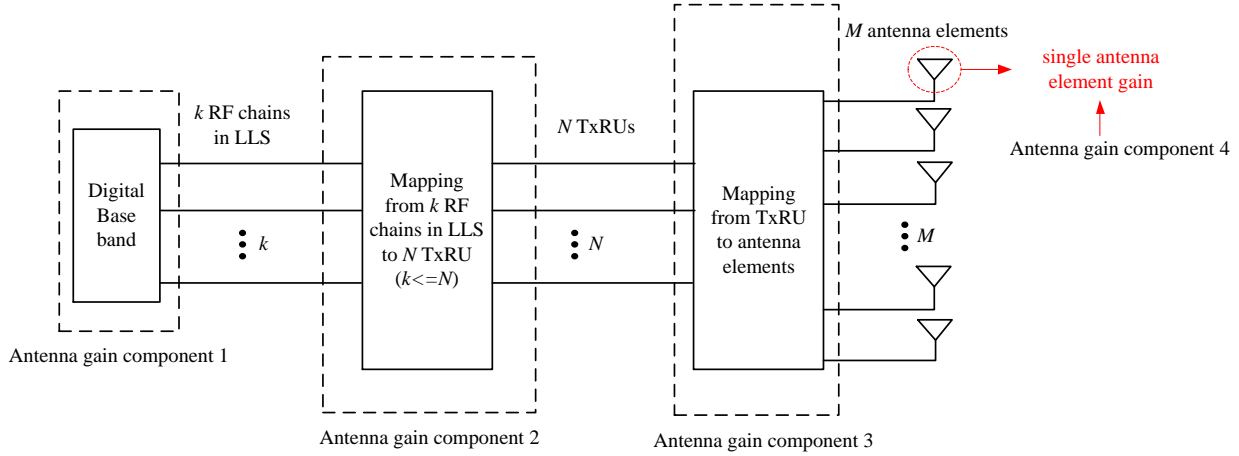 Digital
Base
band
Antenna gain component 1
k RF chains
in LLS
k
Mapping
from k RF
chains in LLS
to N TxRU
(k<=N)
Antenna gain component 2
N TxRUs
N
Mapping
from TxRU
to antenna
elements
Antenna gain component 3
M antenna elements
M
single antenna
element gain
Antenna gain component 4